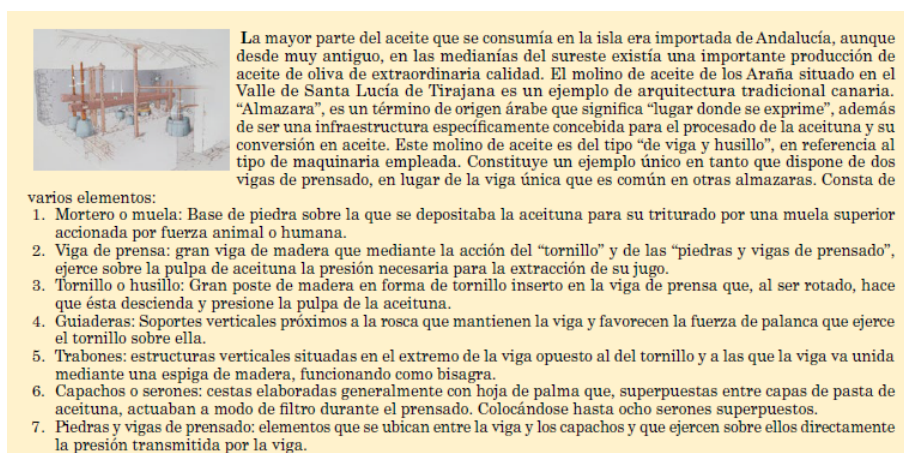 La mayor parte del aceite que se consumía en la isla era importada de Andalucía, aunque
desde muy antiguo, en las medianías del sureste existía una importante producción de
aceite de oliva de extraordinaria calidad. El molino de aceite de los Araña situado en el
Valle de Santa Lucía de Tirajana es un ejemplo de arquitectura tradicional canaria.
“Almazara”, es un término de origen árabe que significa “lugar donde se exprime”, además
de ser una infraestructura específicamente concebida para el procesado de la aceituna y su
conversión en aceite. Este molino de aceite es del tipo “de viga y husillo”, en referencia al
tipo de maquinaria empleada. Constituye un ejemplo único en tanto que dispone de dos
vigas de prensado, en lugar de la viga única que es común en otras almazaras. Consta de
varios elementos:
1. Mortero o muela: Base de piedra sobre la que se depositaba la aceituna para su triturado por una muela superior
accionada por fuerza animal o humana.
2. Viga de prensa: gran viga de madera que mediante la acción del “tornillo” y de las “piedras y vigas de prensado”,
ejerce sobre la pulpa de aceituna la presión necesaria para la extracción de su jugo.
3. Tornillo o husillo: Gran poste de madera en forma de tornillo inserto en la viga de prensa que, al ser rotado, hace
que ésta descienda y presione la pulpa de la aceituna.
4. Guiaderas: Soportes verticales próximos a la rosca que mantienen la viga y favorecen la fuerza de palanca que ejerce
el tornillo sobre ella.
5. Trabones: estructuras verticales situadas en el extremo de la viga opuesto al del tornillo y a las que la viga va unida
mediante una espiga de madera, funcionando como bisagra.
6. Capachos o serones: cestas elaboradas generalmente con hoja de palma que, superpuestas entre capas de pasta de
aceituna, actuaban a modo de filtro durante el prensado. Colocándose hasta ocho serones superpuestos.
7. Piedras y vigas de prensado: elementos que se ubican entre la viga y los capachos y que ejercen sobre ellos directamente
la presión transmitida por la viga.